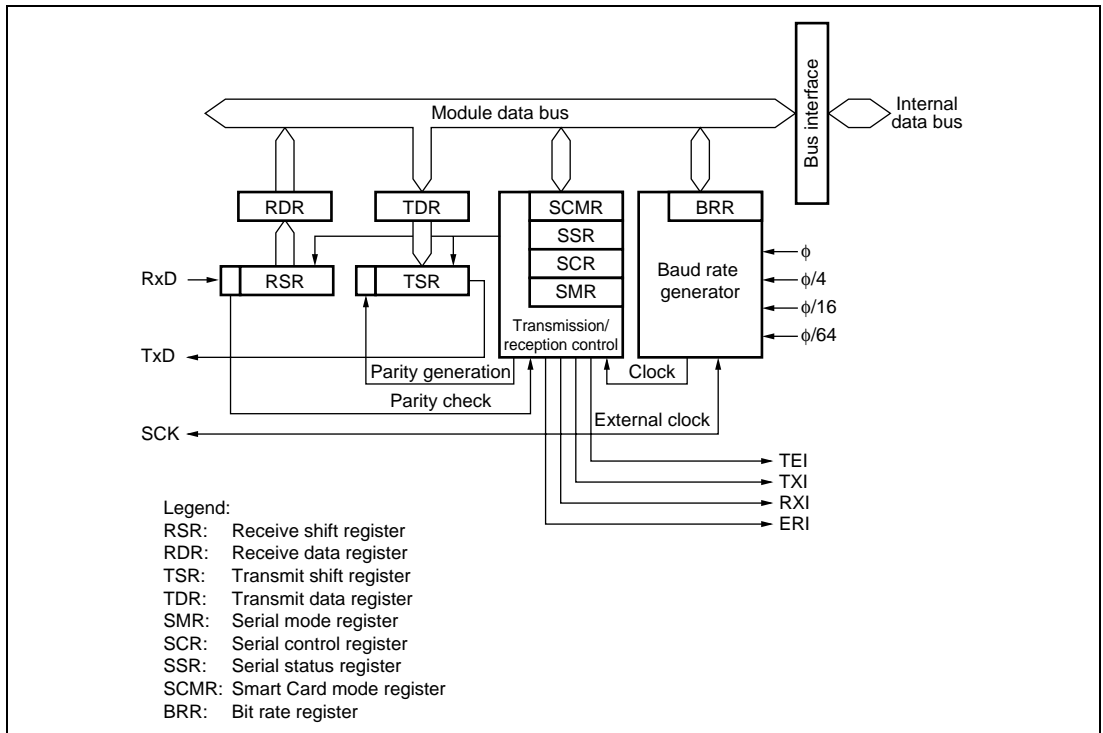 Module data bus
Bus interface
Internal
data bus
RDR
TDR
SCMR
BRR
SSR
SCR
SMR
RxD
RSR
TSR
Baud rate
generator
ϕ
ϕ/4
ϕ/16
ϕ/64
Transmission/
reception control
TxD
Parity generation
Clock
Parity check
External clock
SCK
TEI
TXI
RXI
ERI
Legend:
RSR: Receive shift register
RDR: Receive data register
TSR: Transmit shift register
TDR: Transmit data register
SMR: Serial mode register
SCR: Serial control register
SSR: Serial status register
SCMR: Smart Card mode register
BRR: Bit rate register